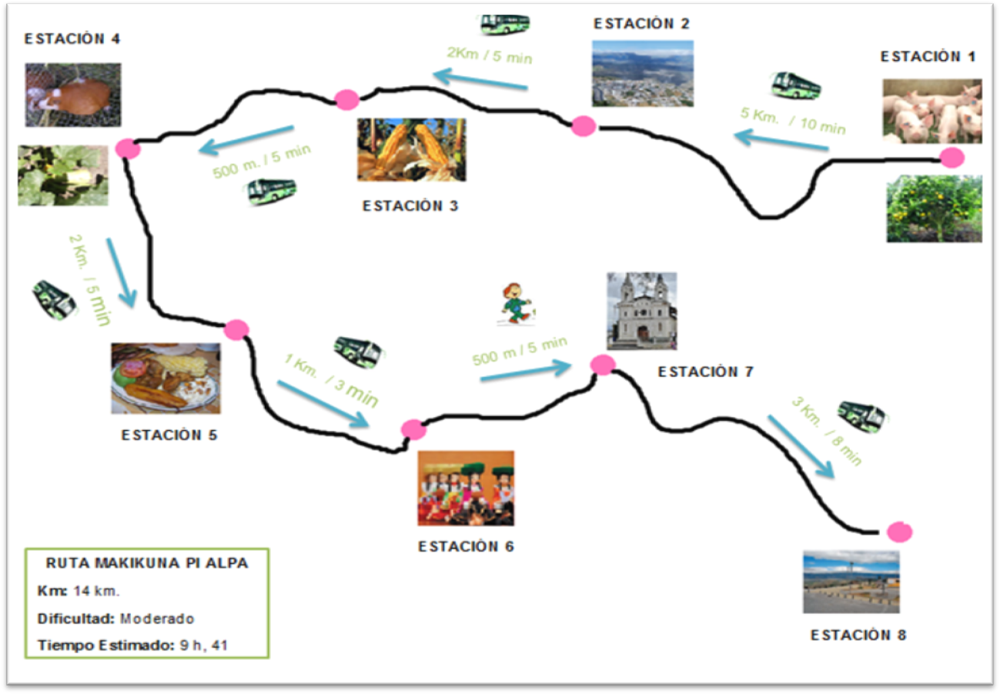 ESTACIÓN 1
5 Km. / 10 min
ESTACIÓN 2
2Km / 5 min
ESTACIÓN 3
500 m. / 5 min
ESTACIÓN 4
2 Km. / 5 min
ESTACIÓN 5
1 Km. / 3 min
ESTACIÓN 6
500 m / 5 min
ESTACIÓN 7
3 Km. / 8 min
ESTACIÓN 8
RUTA MAKIKUNA PI ALPA
Km: 14 km.
Dificultad: Moderado
Tiempo Estimado: 9 h, 41